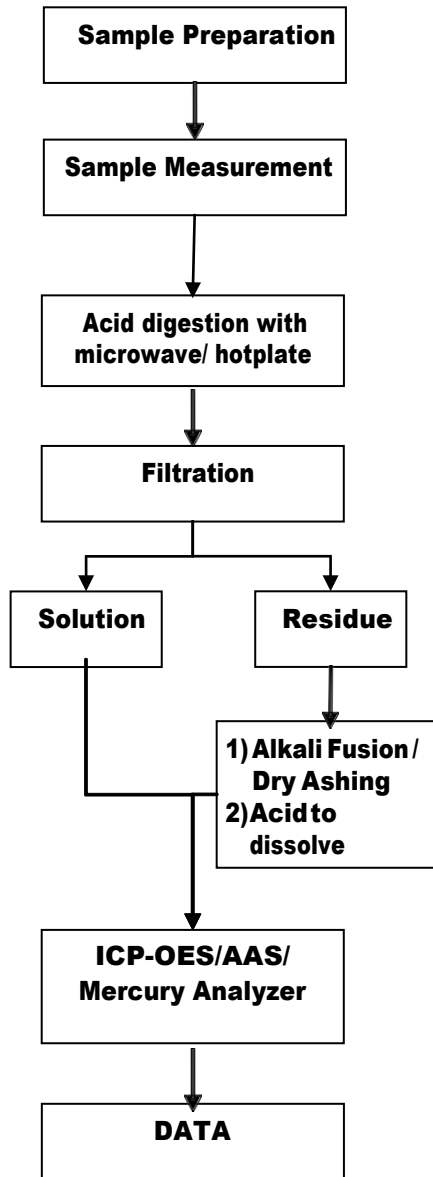 Sample Preparation
Sample Measurement
Acid digestion with
microwave/ hotplate
Filtration
Solution
Residue
1) Alkali Fusion /
Dry Ashing
2) Acid to
dissolve
ICP-OES/AAS/
Mercury Analyzer
DATA